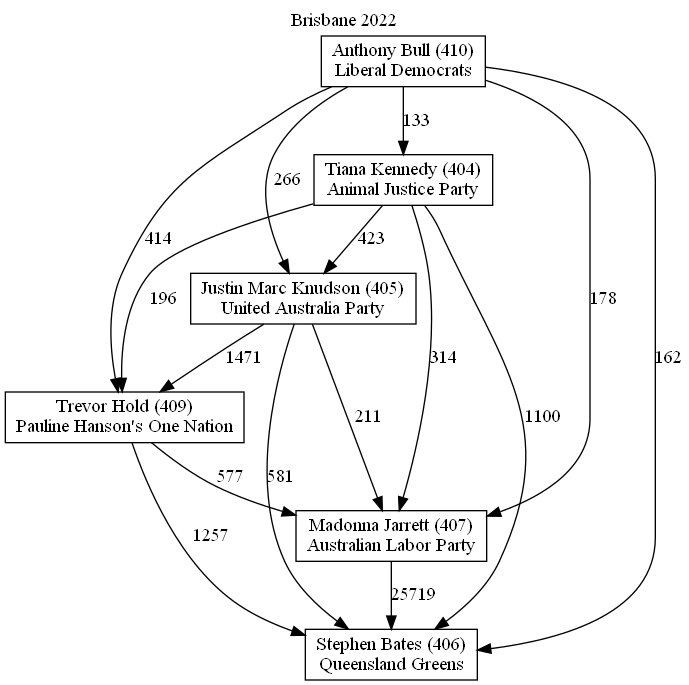 Brisbane 2022
Anthony Bull (410)
Liberal Democrats
133
Tiana Kennedy (404)
Animal Justice Party
266
414
423
196
Justin Marc Knudson (405)
United Australia Party
178
1471
314
162
Trevor Hold (409)
Pauline Hanson's One Nation
211
1100
577
581
1257
Madonna Jarrett (407)
Australian Labor Party
25719
Stephen Bates (406)
Queensland Greens